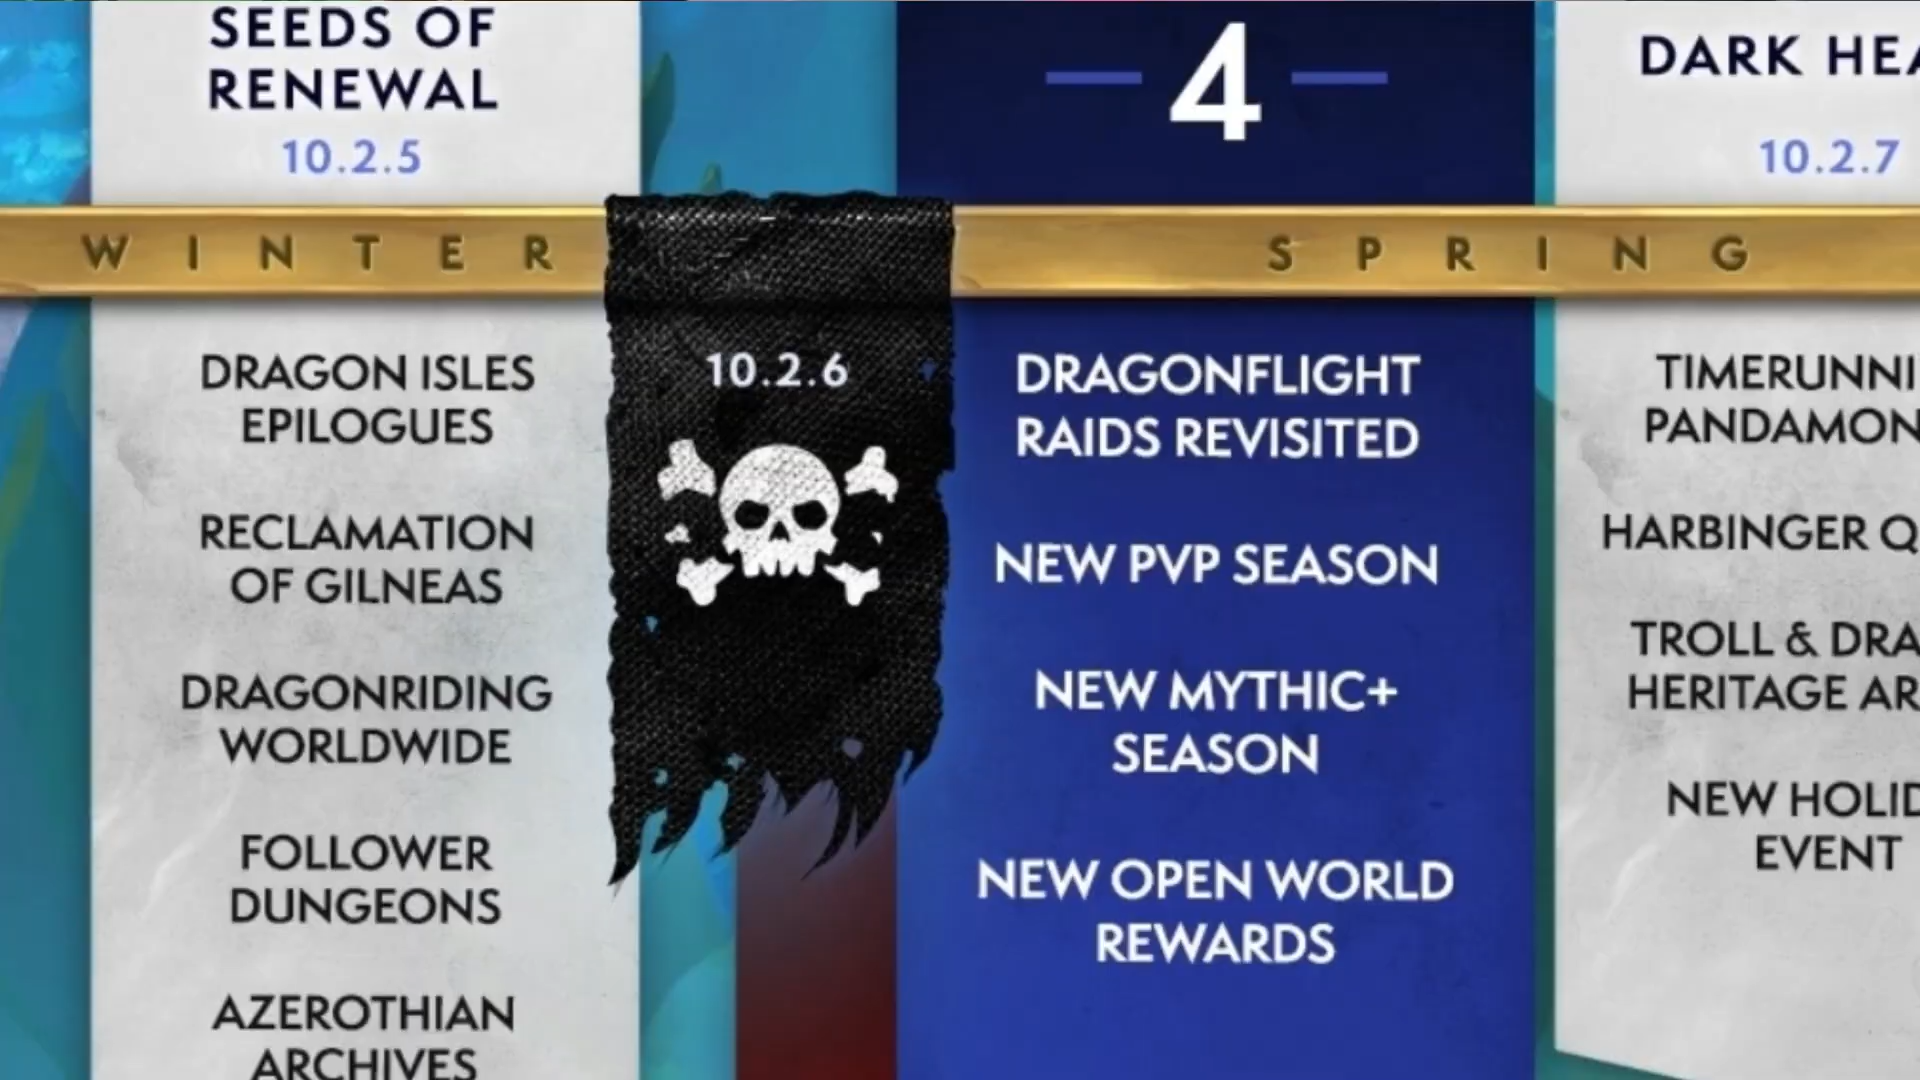 SEEDS OF
RENEWAL
10.2.5
4
10.2.7
WINTER
SPRING
DRAGON ISLES
EPILOGUES
RECLAMATION
OF GILNEAS
DRAGONRIDING
WORLDWIDE
FOLLOWER
DUNGEONS
AZEROTHIAN
ARCHIVES
10.2.6
DRAGONFLIGHT
RAIDS REVISITED
NEW PVP SEASON
NEW MYTHIC+
SEASON
NEW OPEN WORLD
REWARDS
DARK HEA
TIMERUNNI
PANDAMON
HARBINGER Q
TROLL & DRA
HERITAGE AR
NEW HOLID
EVENT